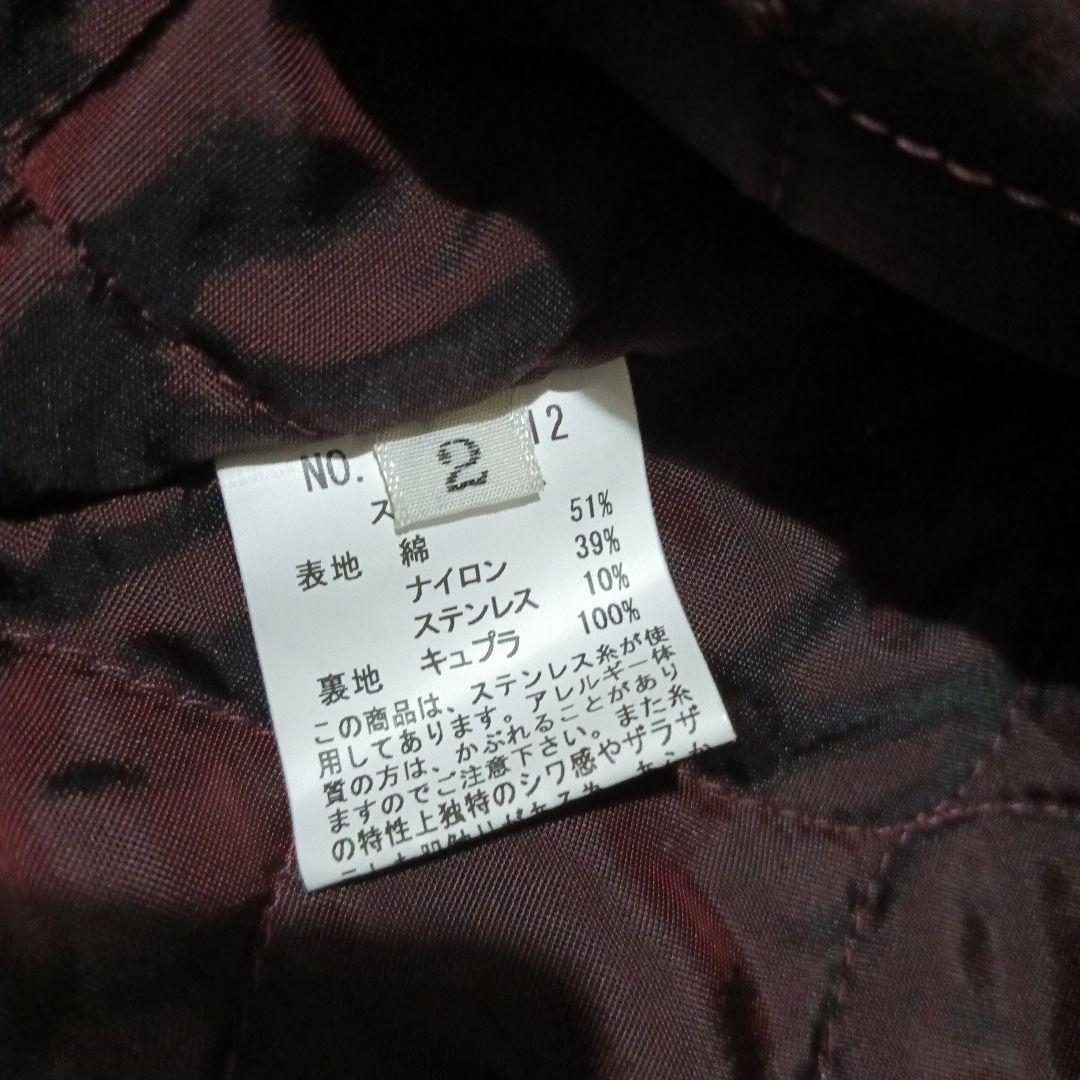 NO. 12
2
ス
表地 綿 51%
ナイロン 39%
ステンレス 10%
裏地 キュプラ 100%
この商品は、ステンレス糸が使
用してあります。アレルギー体
質の方は、かぶれることがあり
ますのでご注意下さい。また糸
の特性上独特のシワ感やザラザ